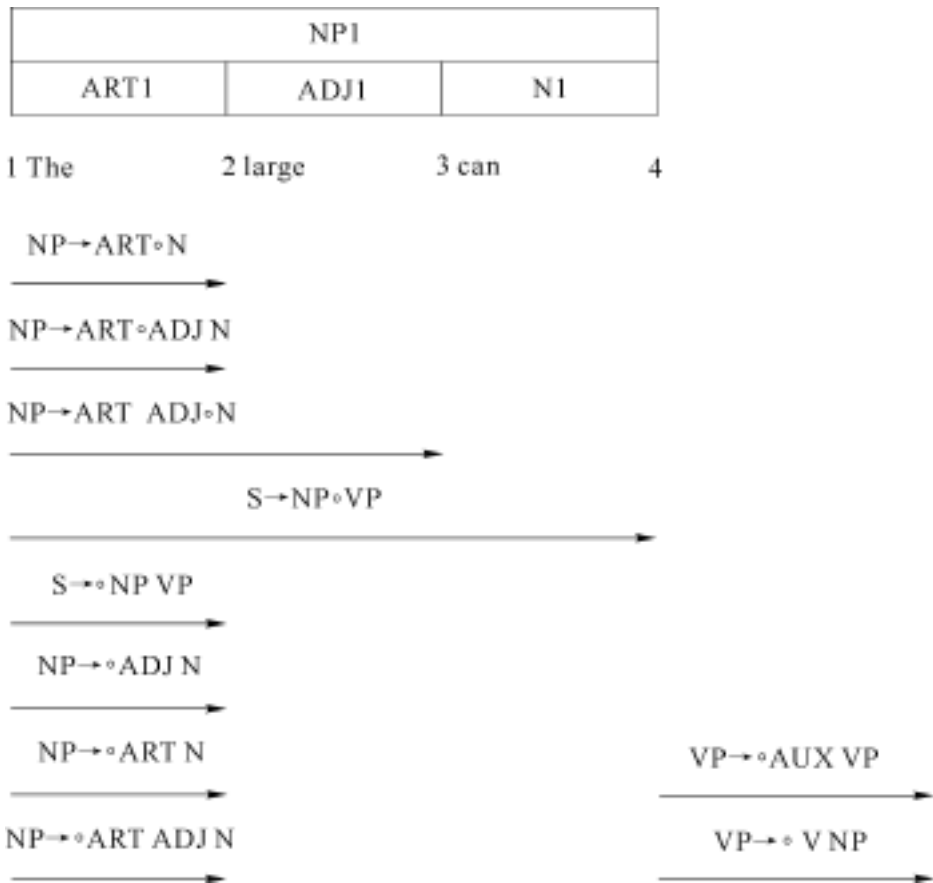 NP1
ART1 ADJ1 N1
1 The 2 large 3 can 4
NP→ART∘N
NP→ART∘ADJ N
NP→ART ADJ∘N
S→NP∘VP
S→∘NP VP
NP→∘ADJ N
NP→∘ART N VP→∘AUX VP
NP→∘ART ADJ N VP→∘ V NP